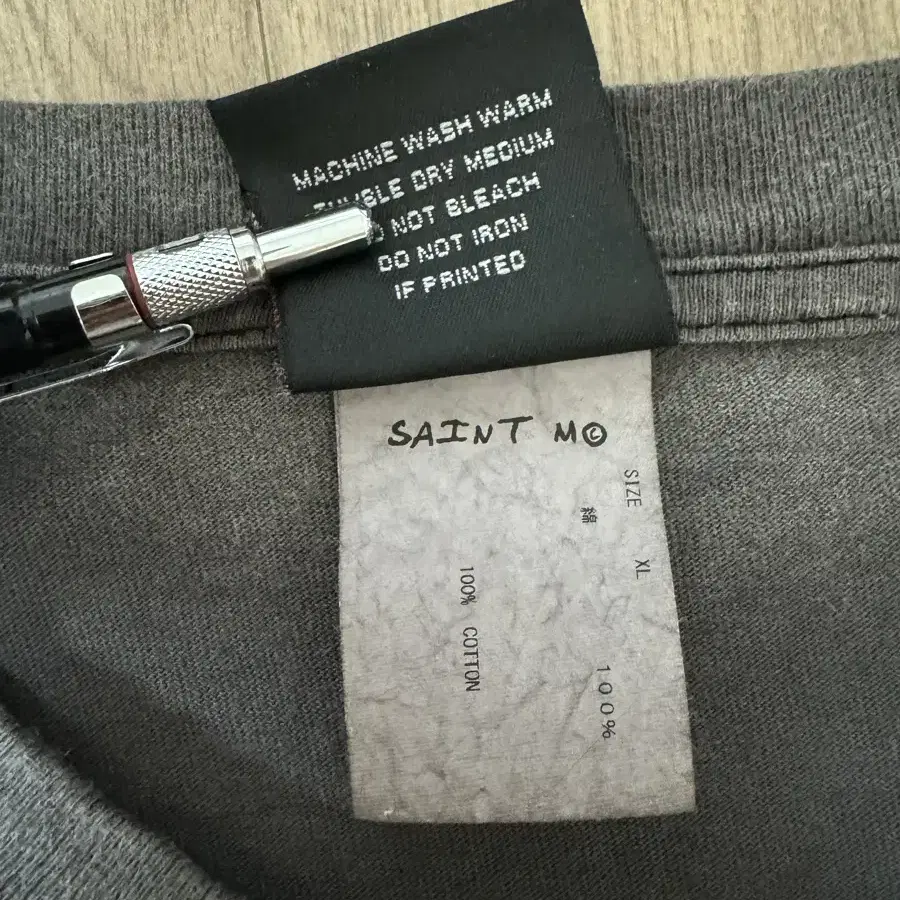 MACHINE WASH WARM
DRY MEDIUM
NOT BLEACH
DO NOT IRON
IF PRINTED
SAINT M©
SIZE XL
綿 100%
100% COTTON